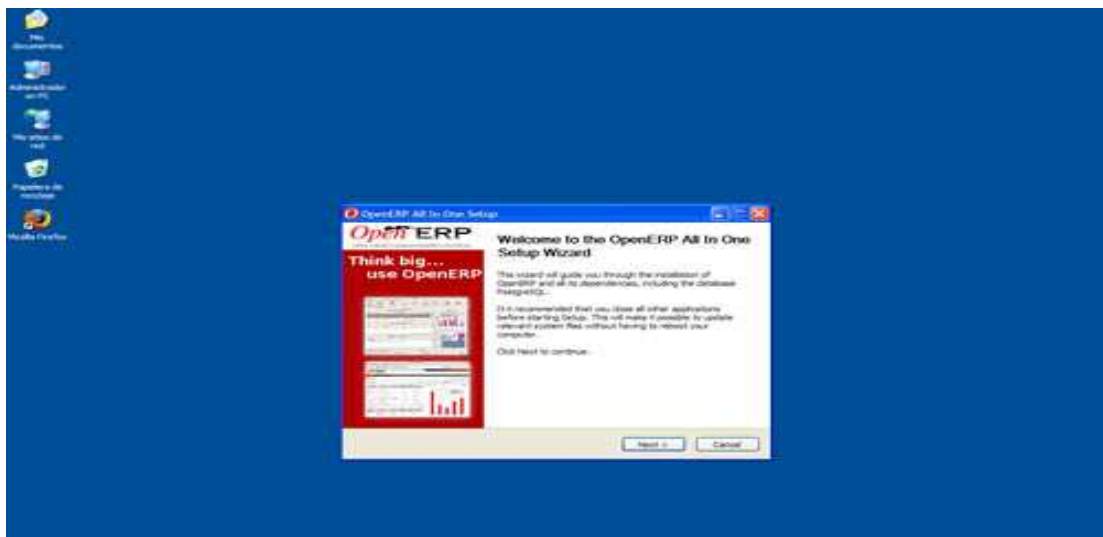 Mis
documentos
Administrador
en PC
Mis sitios de
red
Papelera de
reciclaje
Mozilla Firefox
OpenERP All In One Setup
Open ERP
Think big...
use OpenERP
Welcome to the OpenERP All In One
Setup Wizard
This wizard will guide you through the installation of
OpenERP and all its dependencies, including the database
PostgreSQL.
It is recommended that you close all other applications
before starting Setup. This will make it possible to update
relevant system files without having to reboot your
computer.
Click Next to continue.
Next >
Cancel